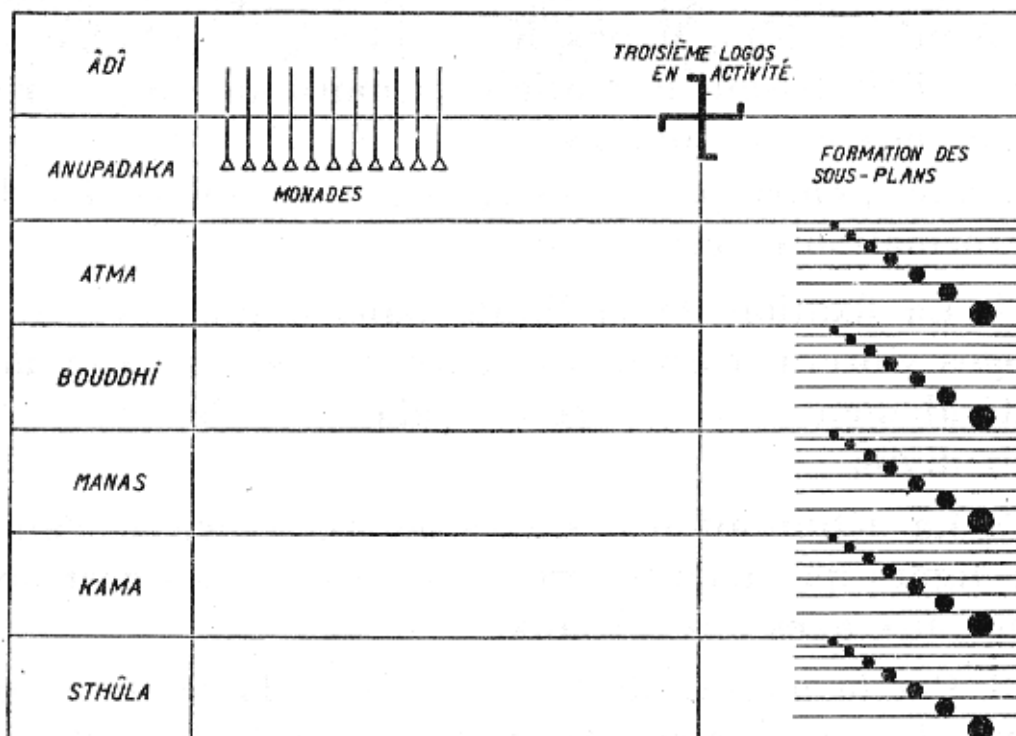 ÂDÎ
TROISIÈME LOGOS
EN ACTIVITÉ.
ANUPADAKA
MONADES
FORMATION DES
SOUS-PLANS
ATMA
BOUDDHÎ
MANAS
KAMA
STHÛLA